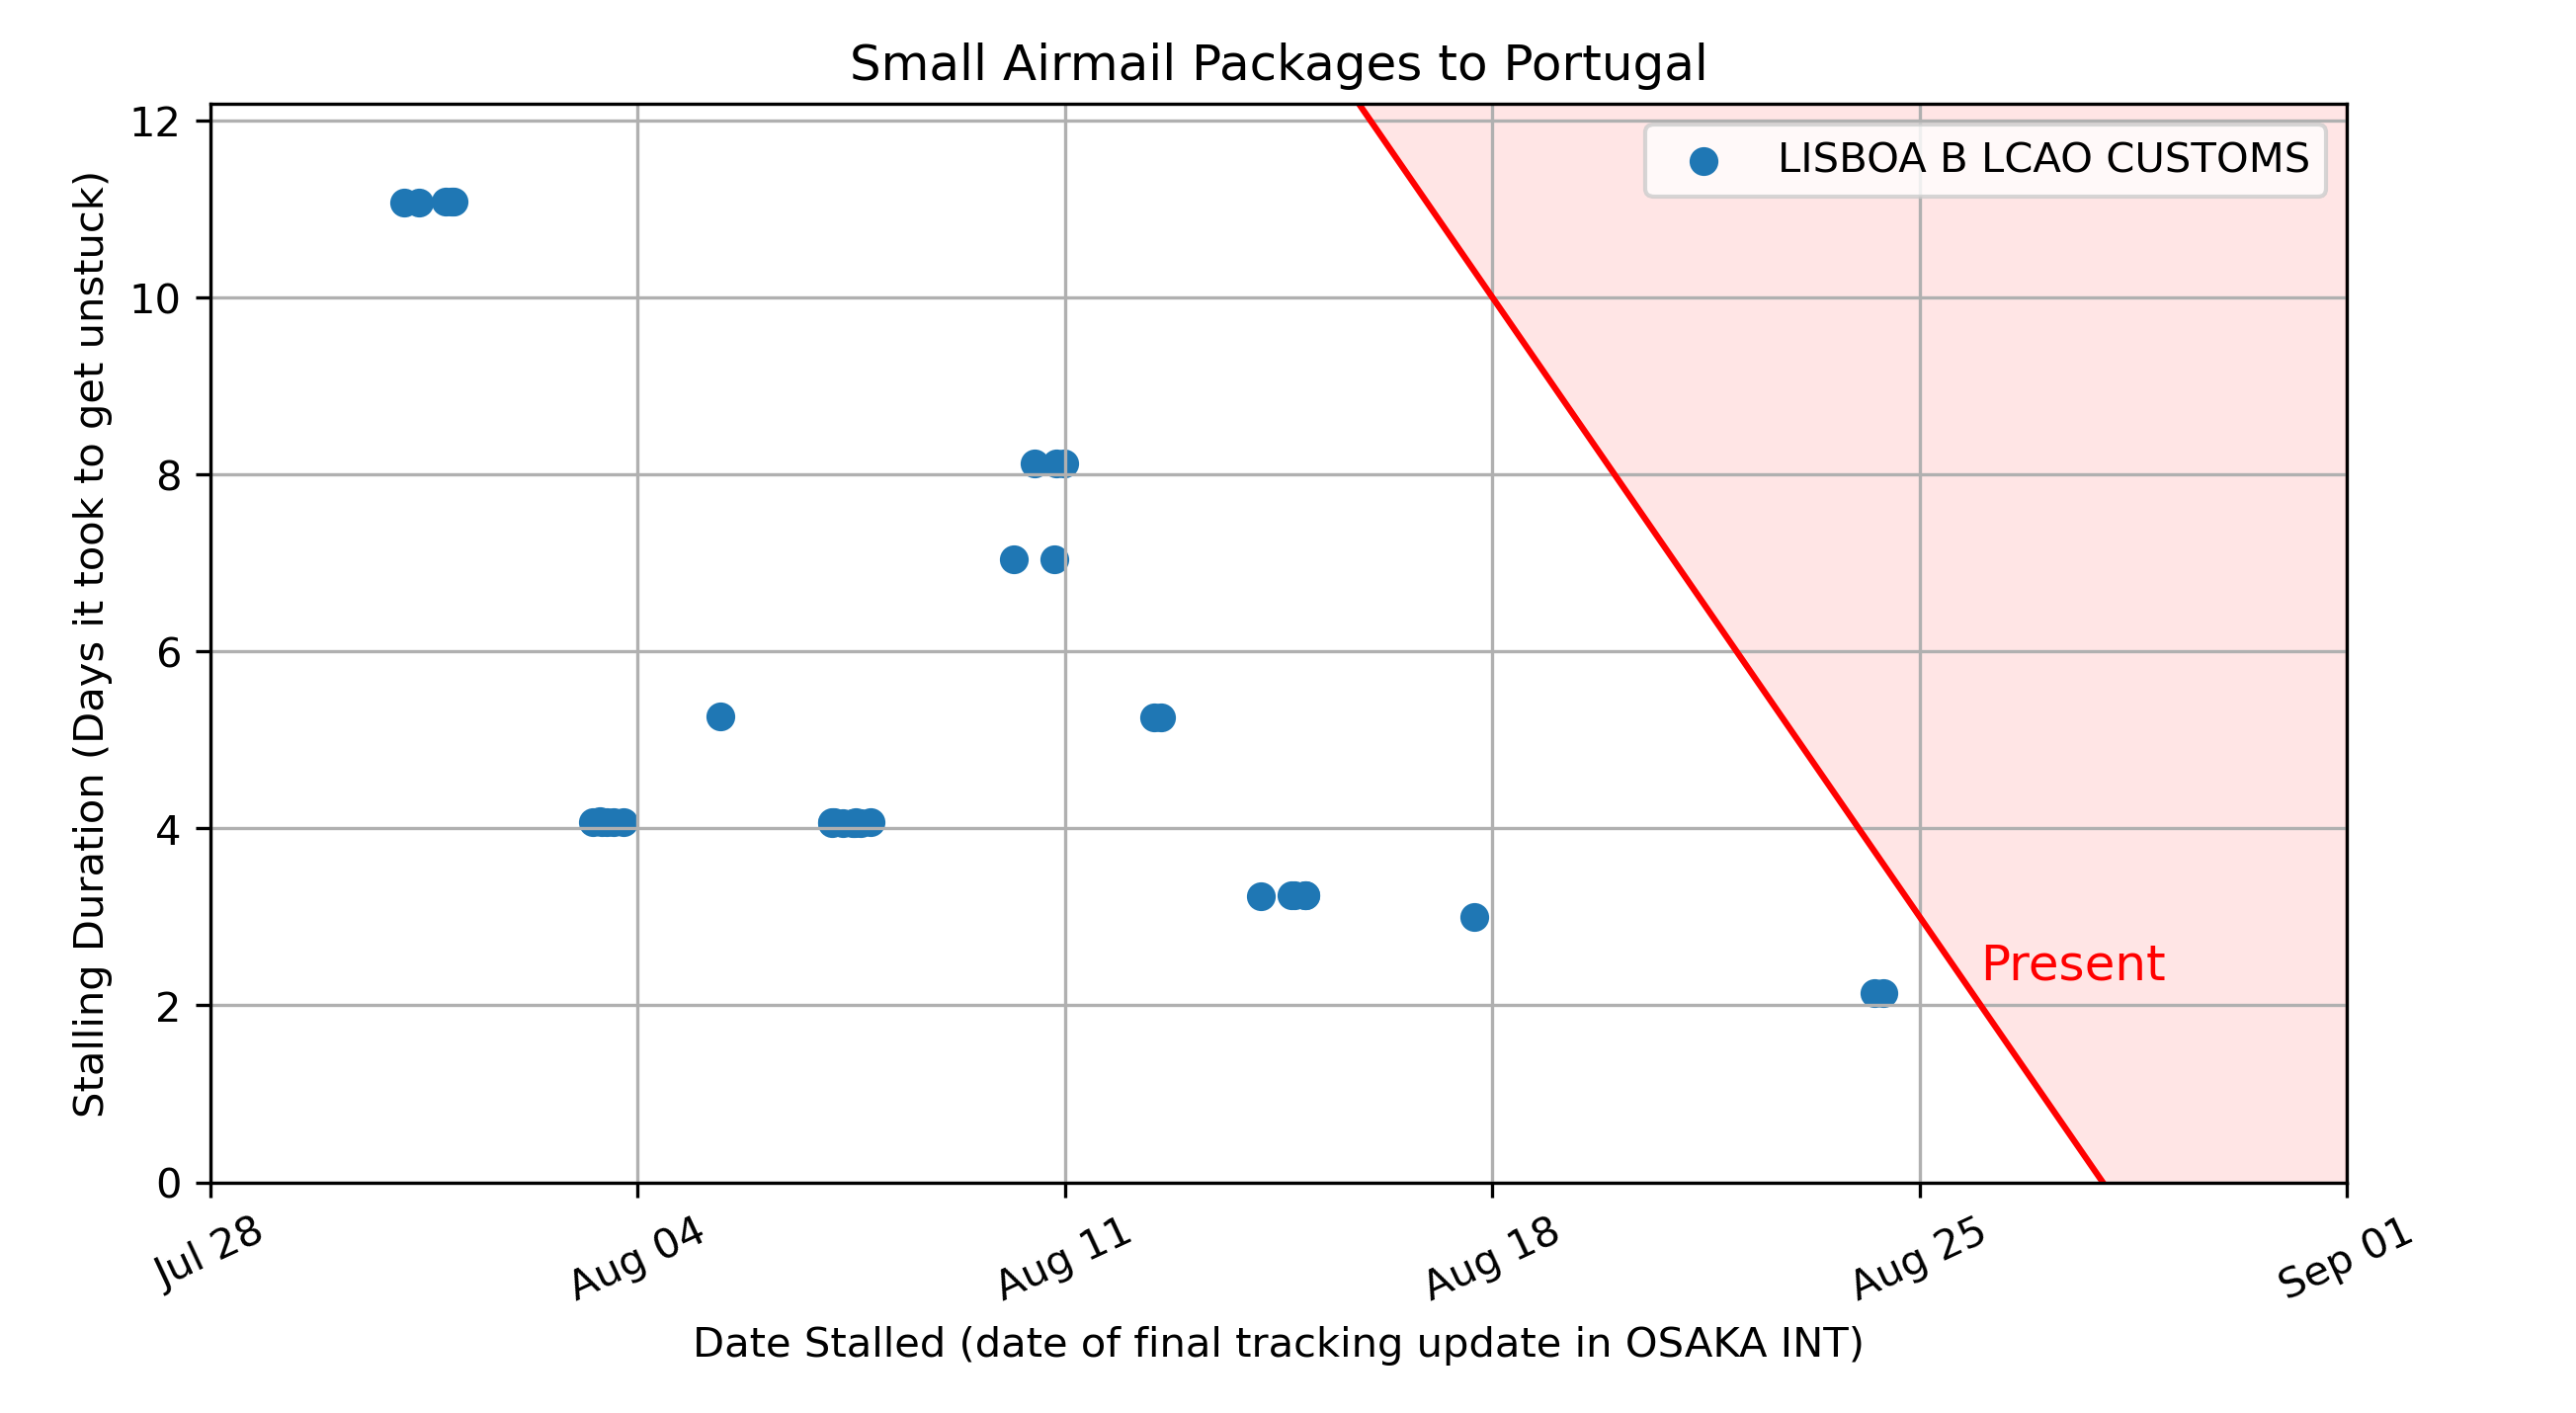 Small Airmail Packages to Portugal
Stalling Duration (Days it took to get unstuck)
12
10
8
6
4
2
0
LISBOA B LCAO CUSTOMS
Present
Jul 28
Aug 04
Aug 11
Aug 18
Aug 25
Sep 01
Date Stalled (date of final tracking update in OSAKA INT)